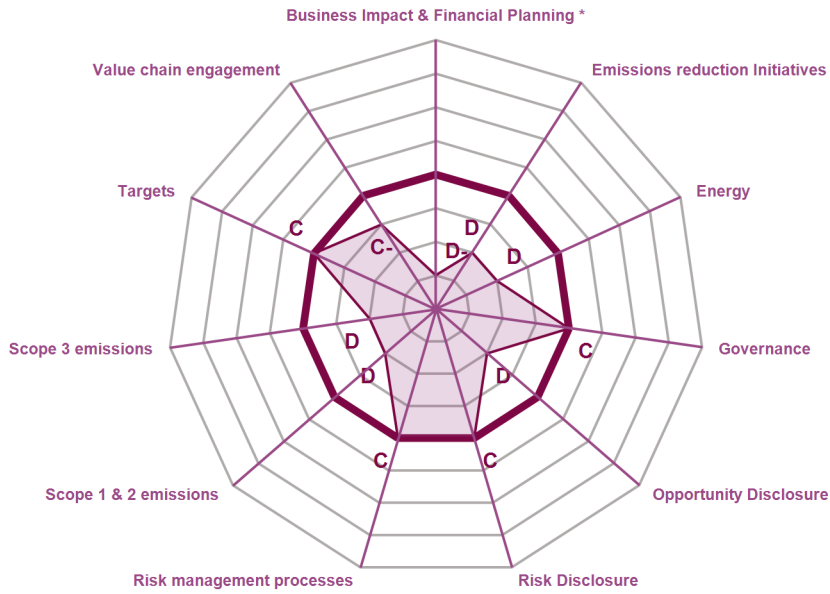 Business Impact & Financial Planning *
Value chain engagement
Emissions reduction Initiatives
Targets
Energy
C
D
C-
D-
D
Scope 3 emissions
D
C
Governance
D
D
C
C
Scope 1 & 2 emissions
Opportunity Disclosure
Risk management processes
Risk Disclosure